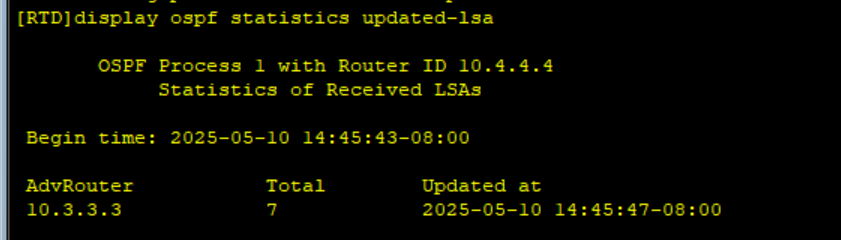 [RTD]display ospf statistics updated-lsa
OSPF Process 1 with Router ID 10.4.4.4
Statistics of Received LSAs
Begin time: 2025-05-10 14:45:43-08:00
AdvRouter Total Updated at
10.3.3.3 7 2025-05-10 14:45:47-08:00